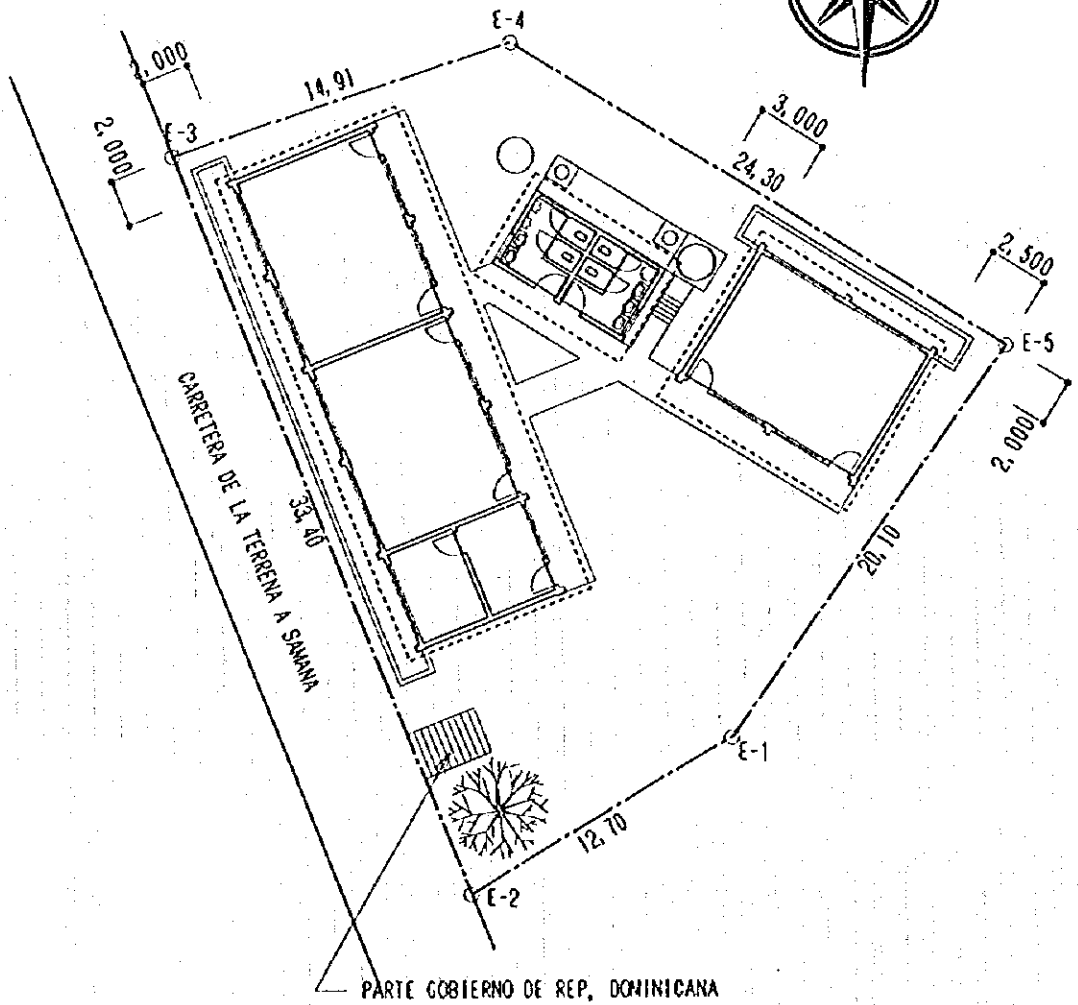 E-4
,000
14,91
E-3
2,000
3,000
24,30
2,500
E-5
2,000
CARRETERA DE LA TERRENA A SAMANA
33,40
20,10
E-1
12,70
E-2
PARTE GOBIERNO DE REP, DOMINICANA